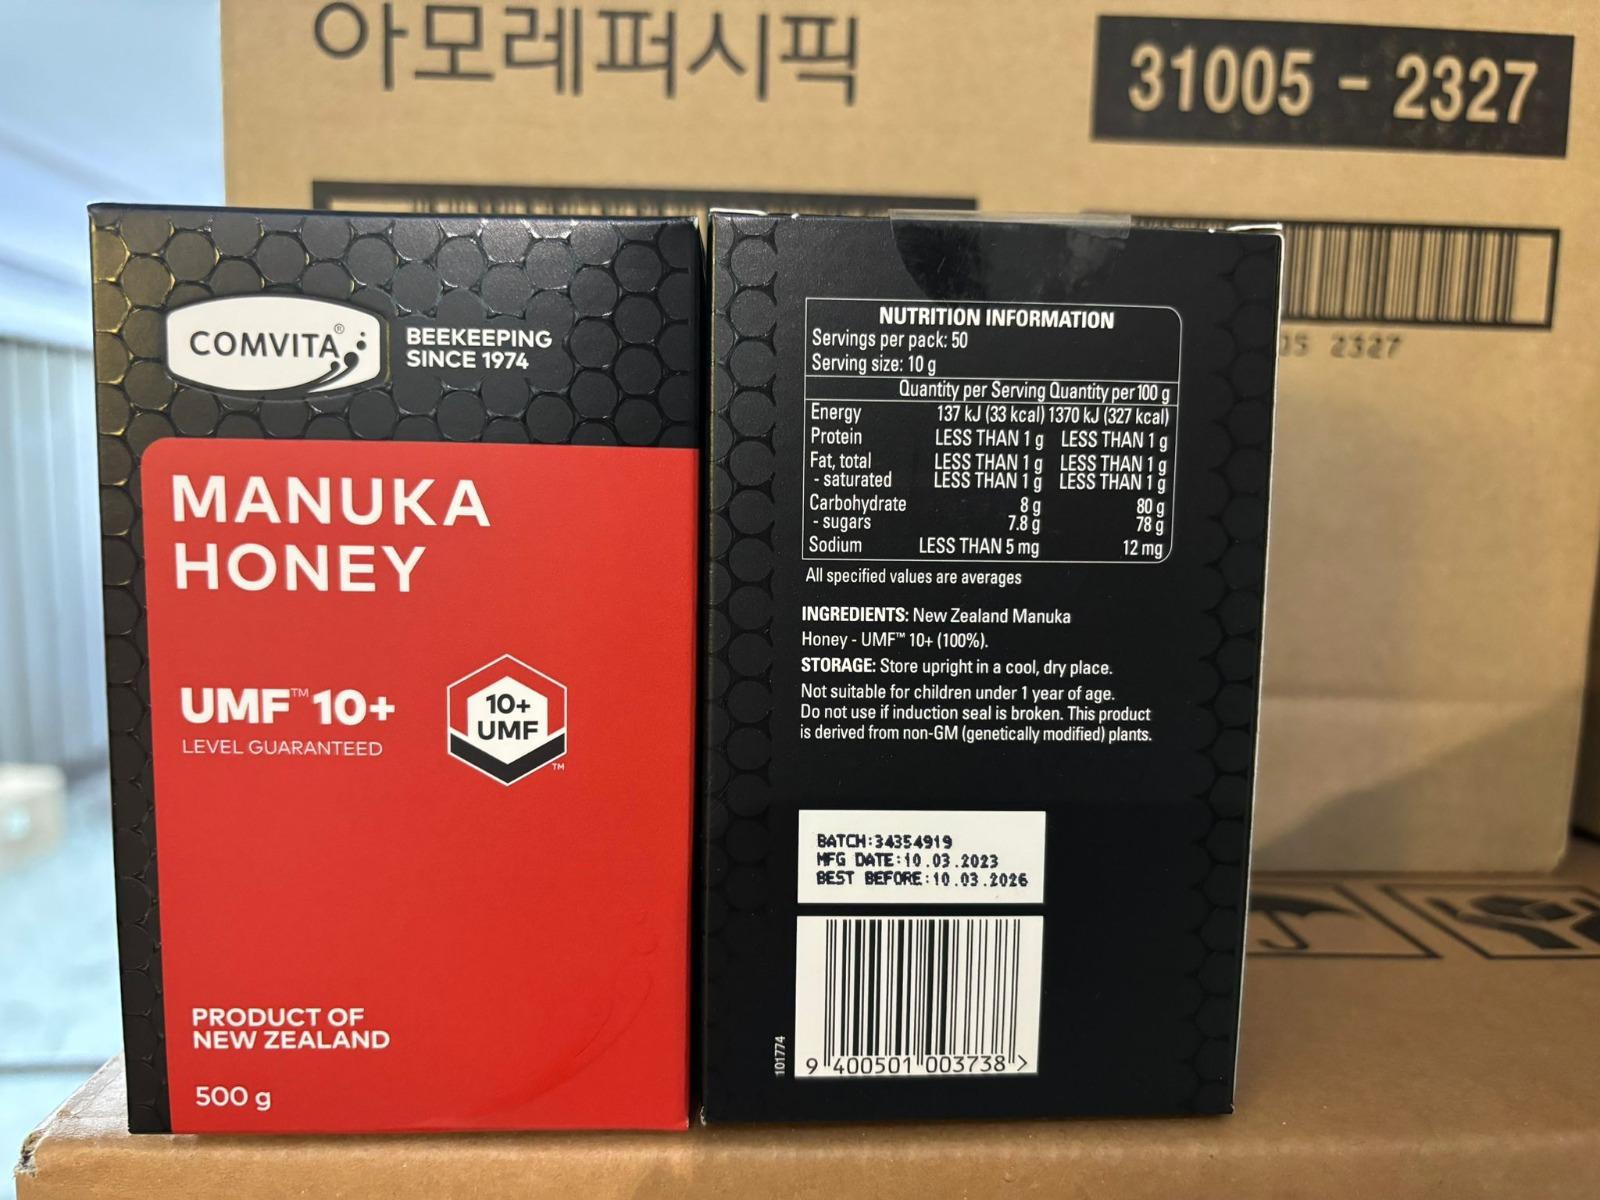 아모레퍼시픽
31005 - 2327
05 2327
COMVITA®
BEEKEEPING
SINCE 1974
MANUKA
HONEY
UMF™ 10+
LEVEL GUARANTEED
10+
UMF
™
PRODUCT OF
NEW ZEALAND
500 g
NUTRITION INFORMATION
Servings per pack: 50
Serving size: 10 g
Quantity per Serving Quantity per 100 g
Energy 137 kJ (33 kcal) 1370 kJ (327 kcal)
Protein LESS THAN 1 g LESS THAN 1 g
Fat, total LESS THAN 1 g LESS THAN 1 g
- saturated LESS THAN 1 g LESS THAN 1 g
Carbohydrate 8 g 80 g
- sugars 7.8 g 78 g
Sodium LESS THAN 5 mg 12 mg
All specified values are averages
INGREDIENTS: New Zealand Manuka
Honey - UMF™ 10+ (100%).
STORAGE: Store upright in a cool, dry place.
Not suitable for children under 1 year of age.
Do not use if induction seal is broken. This product
is derived from non-GM (genetically modified) plants.
BATCH:34354919
MFG DATE:10.03.2023
BEST BEFORE:10.03.2026
101774
9 400501 003738 >